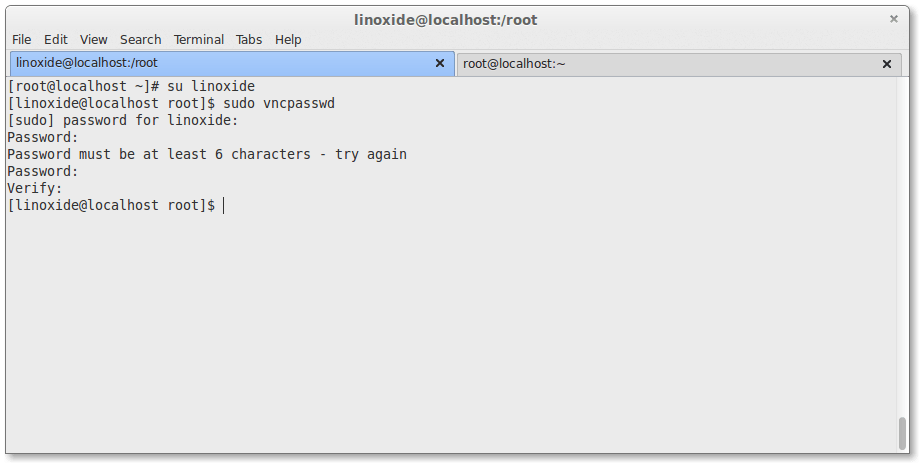 linoxide@localhost:/root
File Edit View Search Terminal Tabs Help
linoxide@localhost:/root root@localhost:~
[root@localhost ~]# su linoxide
[linoxide@localhost root]$ sudo vncpasswd
[sudo] password for linoxide:
Password:
Password must be at least 6 characters - try again
Password:
Verify:
[linoxide@localhost root]$